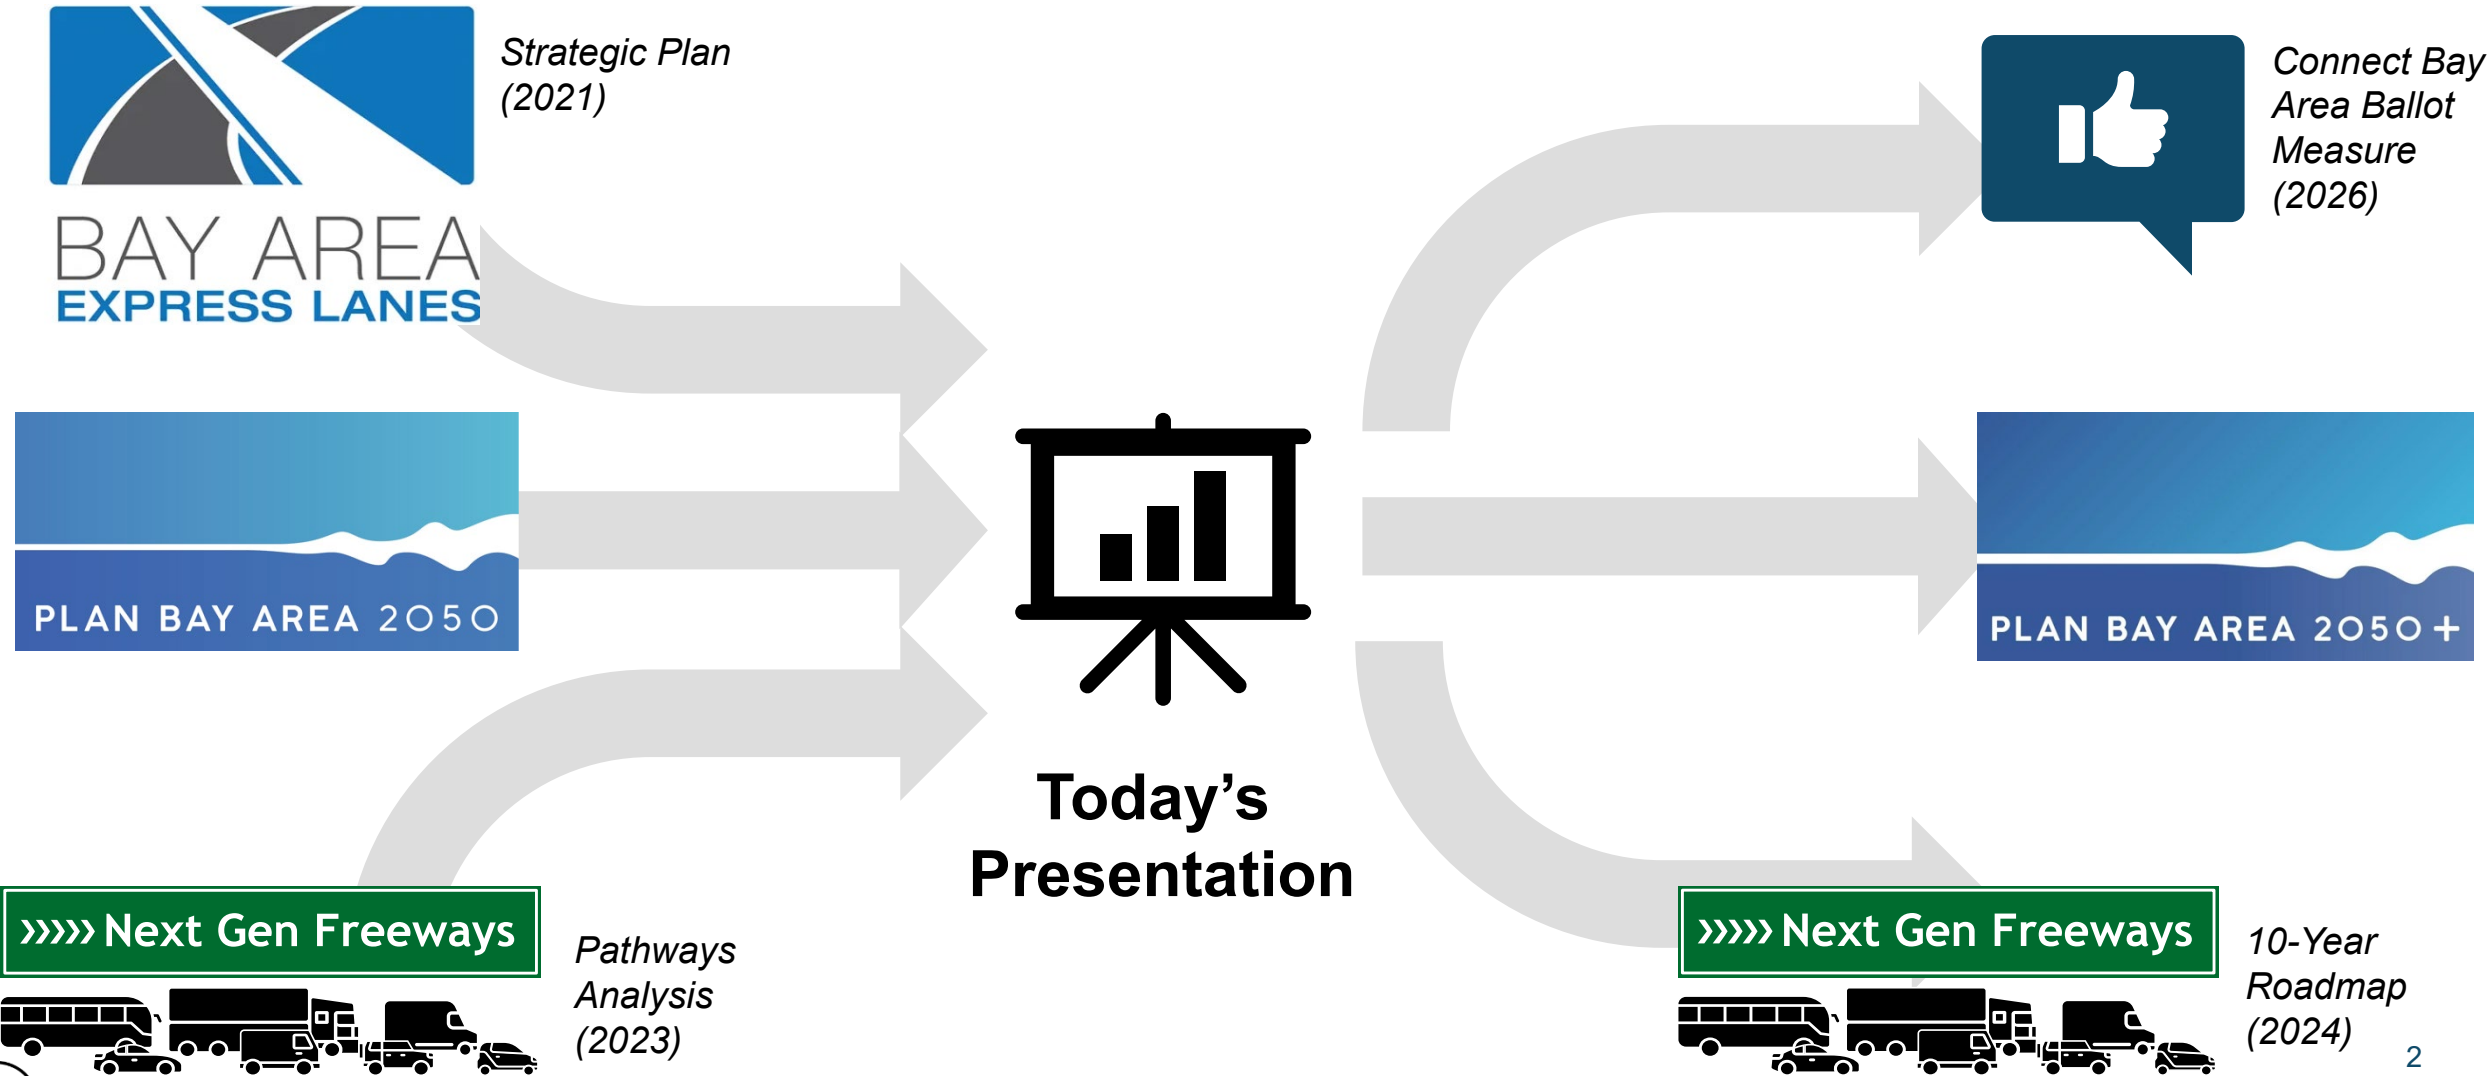 Strategic Plan
(2021)
BAY AREA
EXPRESS LANES
PLAN BAY AREA 2050
>>>>> Next Gen Freeways
Pathways
Analysis
(2023)
Today’s
Presentation
Connect Bay
Area Ballot
Measure
(2026)
PLAN BAY AREA 2050+
>>>>> Next Gen Freeways
10-Year
Roadmap
(2024)
2